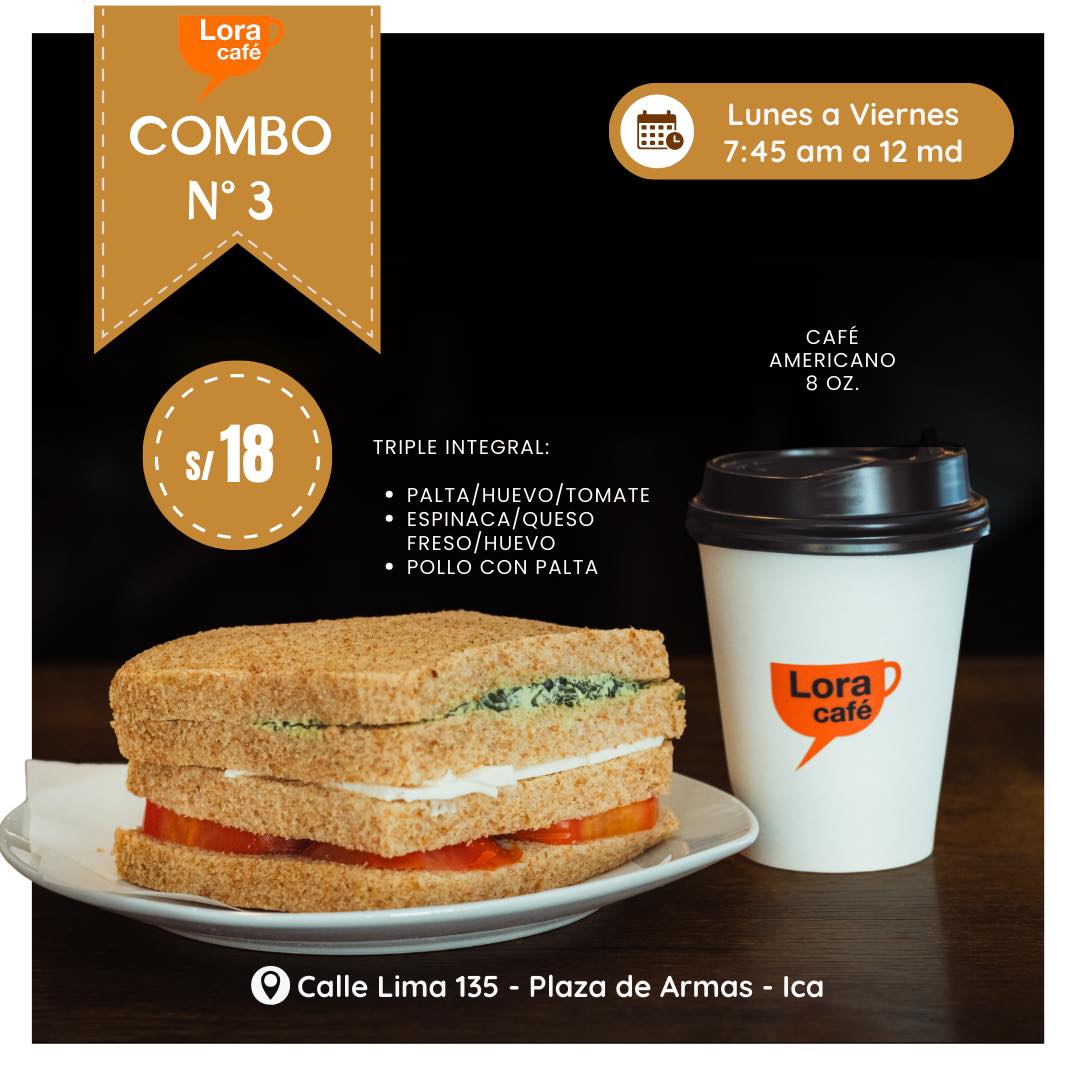 Lora
café
COMBO
N° 3
Lunes a Viernes
7:45 am a 12 md
CAFÉ
AMERICANO
8 OZ.
S/ 18
TRIPLE INTEGRAL:
• PALTA/HUEVO/TOMATE
• ESPINACA/QUESO
FRESO/HUEVO
• POLLO CON PALTA
Lora
café
Calle Lima 135 - Plaza de Armas - Ica